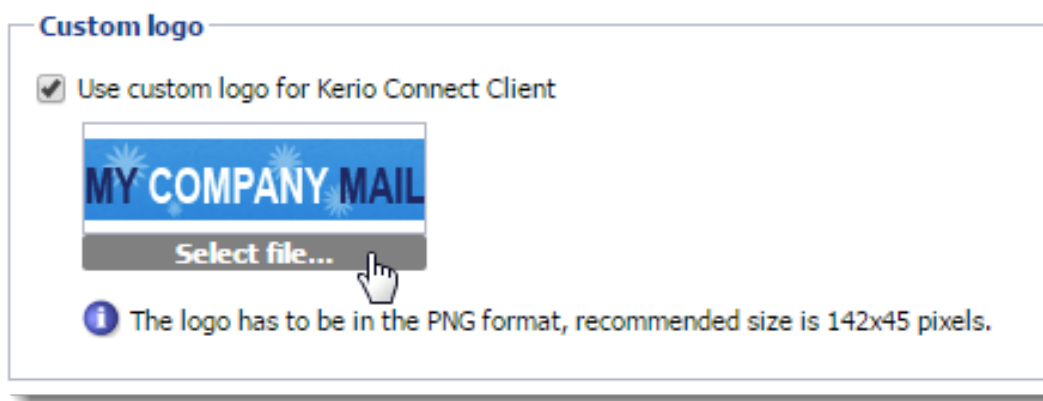 Custom logo
Use custom logo for Kerio Connect Client
MY COMPANY MAIL
Select file...
The logo has to be in the PNG format, recommended size is 142x45 pixels.